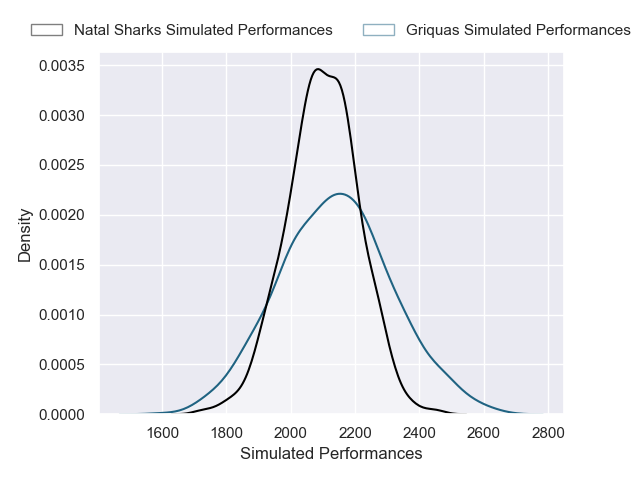 Natal Sharks Simulated Performances Griquas Simulated Performances
0.0035
0.0030
0.0025
0.0020
0.0015
0.0010
0.0005
0.0000
Density
1600 1800 2000 2200 2400 2600 2800
Simulated Performances